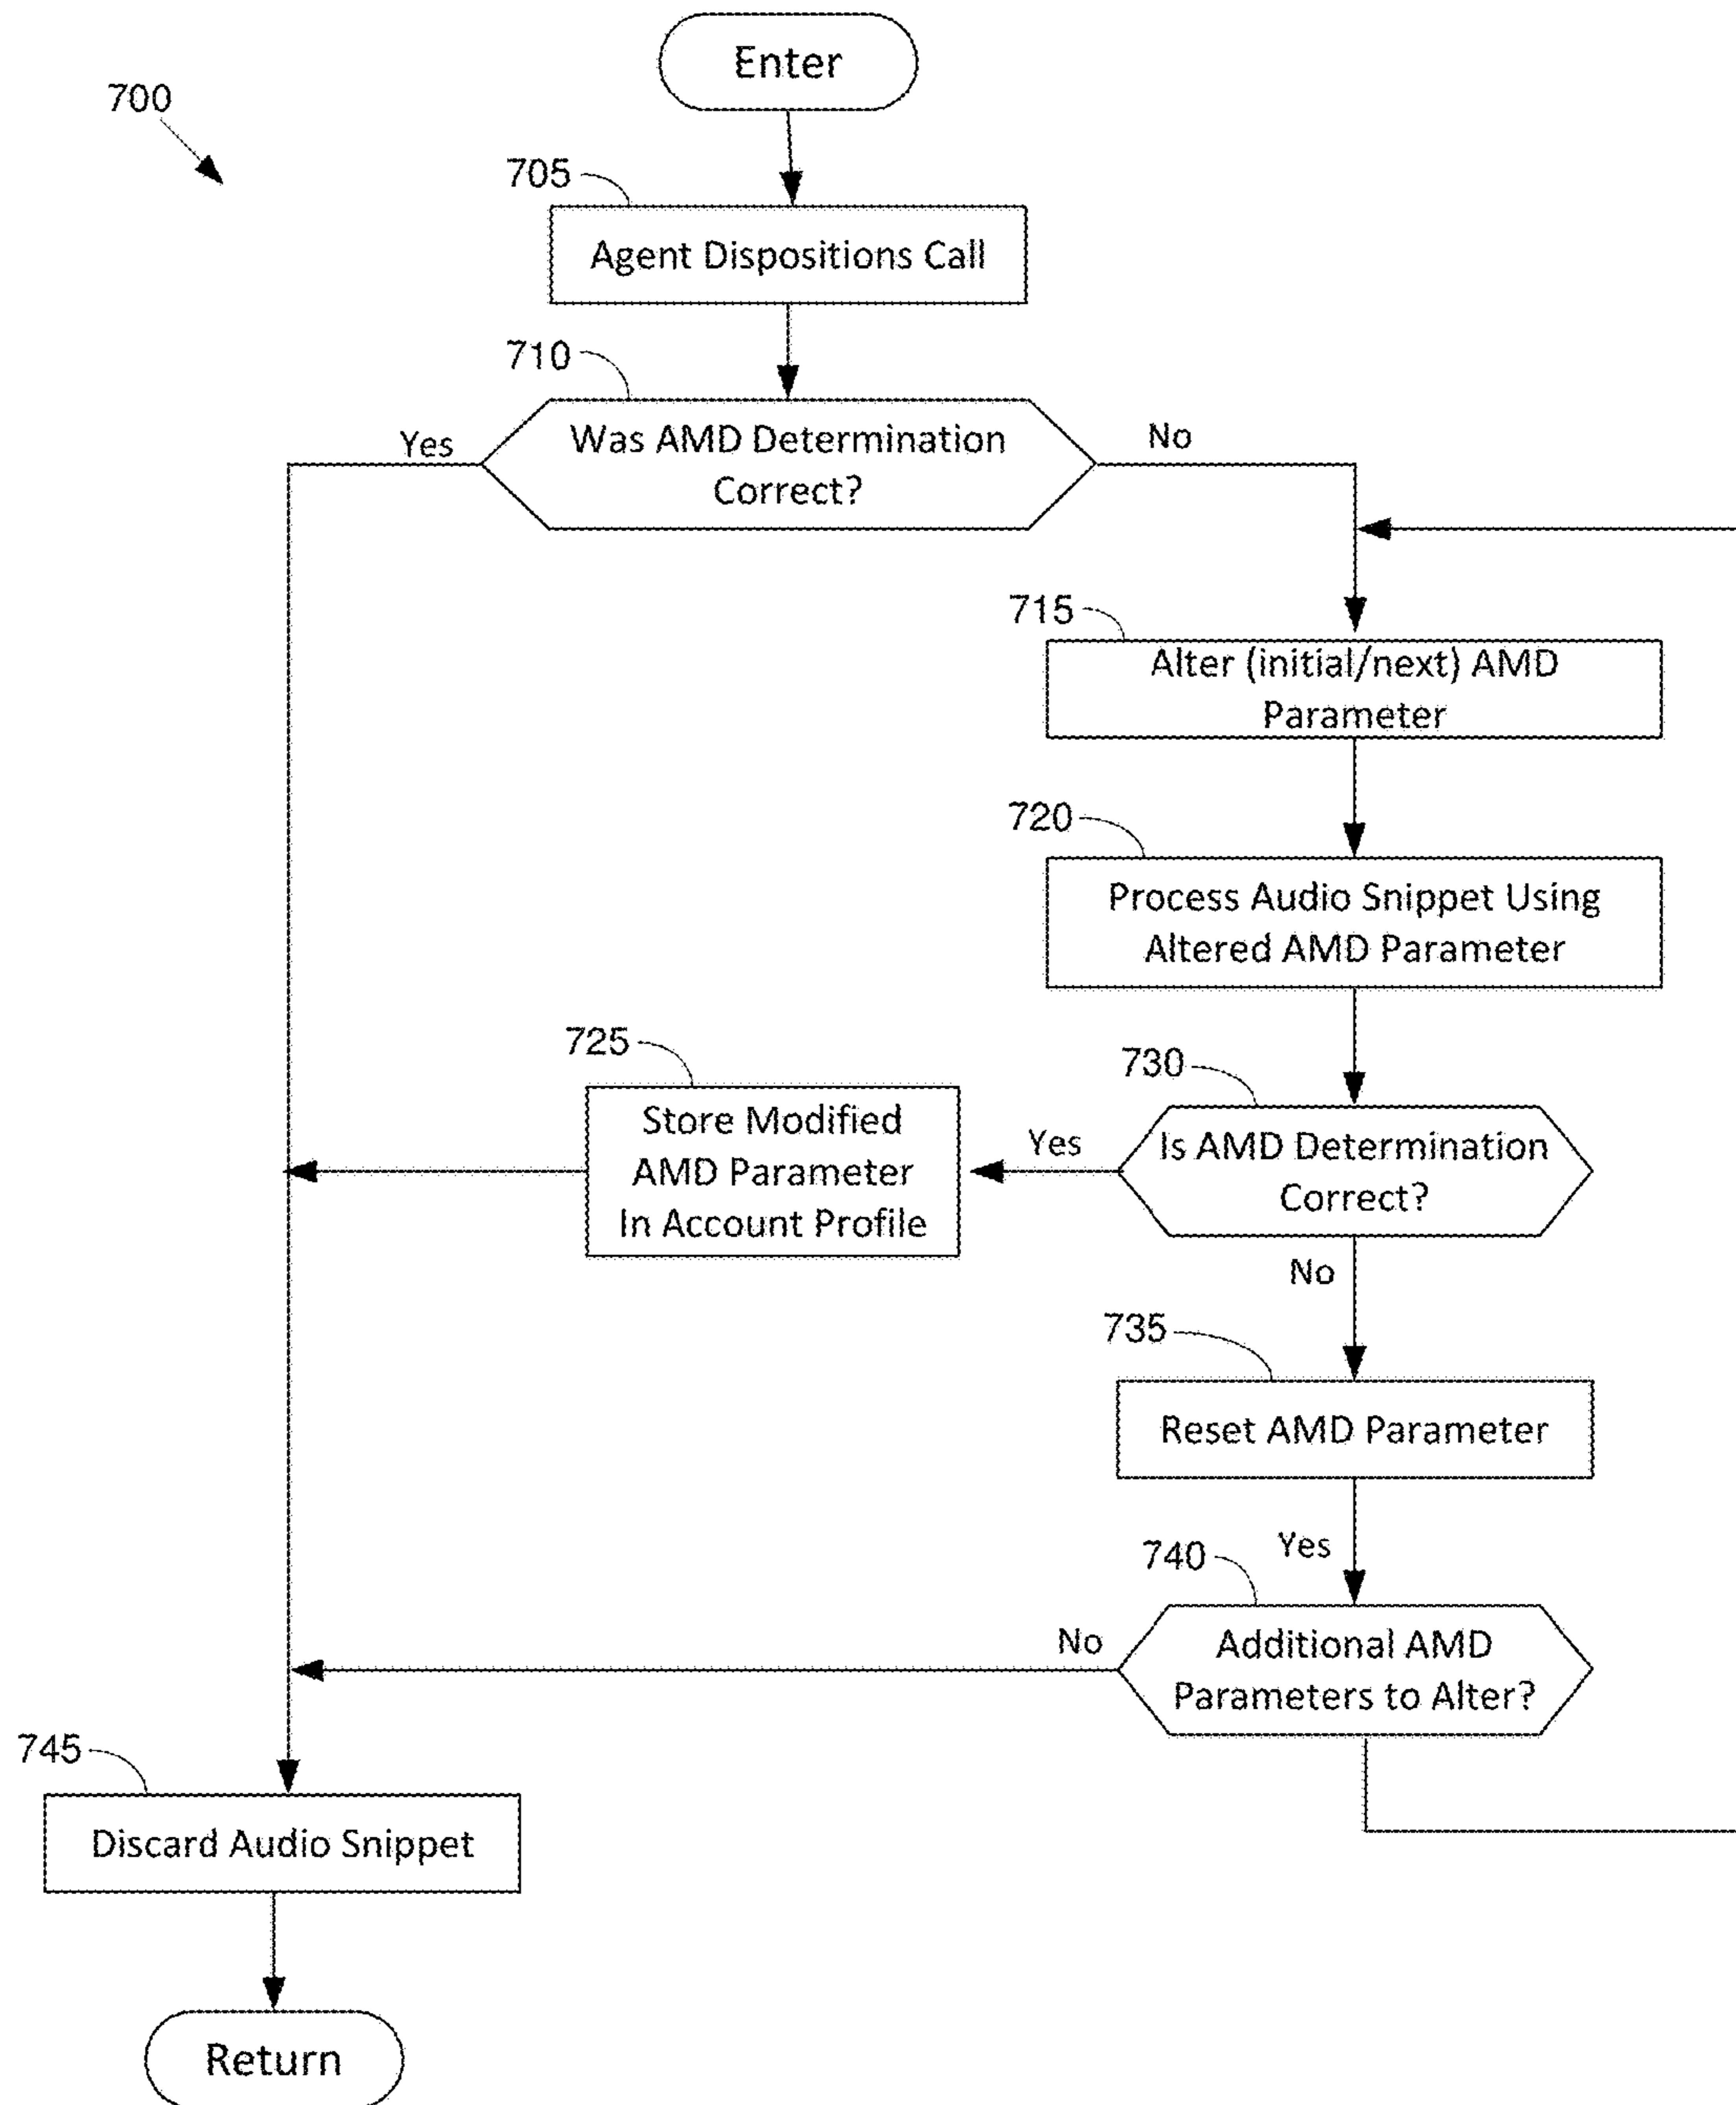 Enter
700
705
Agent Dispositions Call
710
Yes
Was AMD Determination
Correct?
No
715
Alter (initial/next) AMD
Parameter
720
Process Audio Snippet Using
Altered AMD Parameter
725
Store Modified
AMD Parameter
In Account Profile
730
Yes
Is AMD Determination
Correct?
No
735
Reset AMD Parameter
Yes
740
No
Additional AMD
Parameters to Alter?
745
Discard Audio Snippet
Return